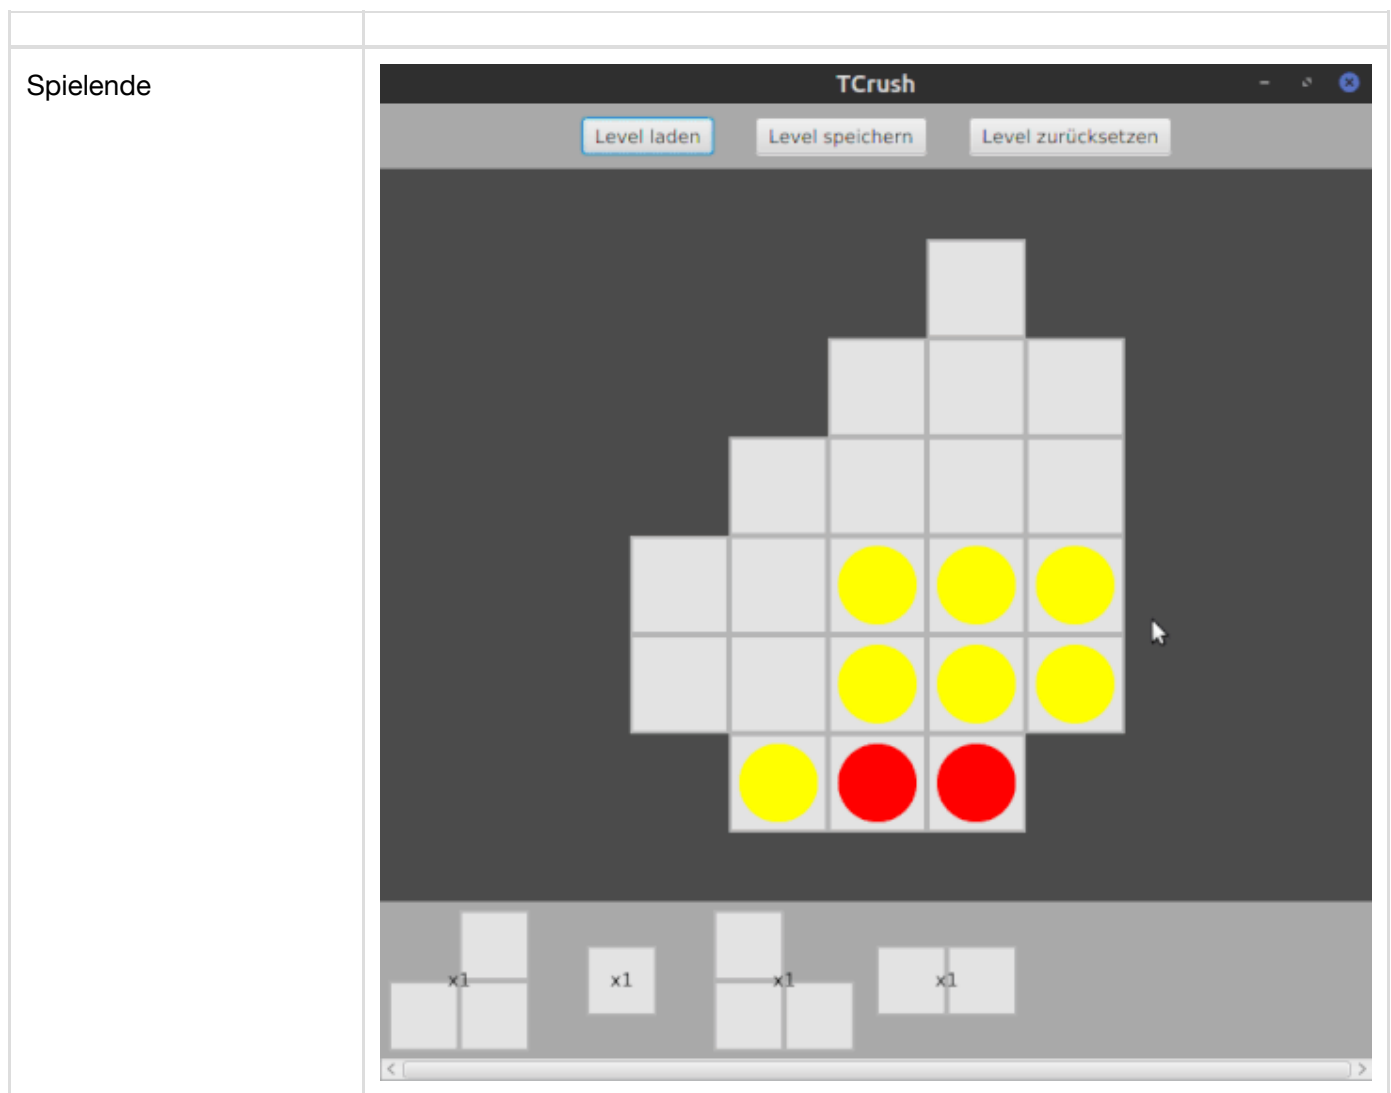 Spielende
TCrush
Level laden Level speichern Level zurücksetzen
x1 x1 x1 x1